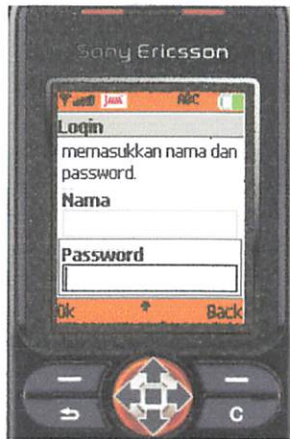 Sony Ericsson
JAVA
ABC
Login
memasukkan nama dan
password.
Nama
Password
Ok
Back
C